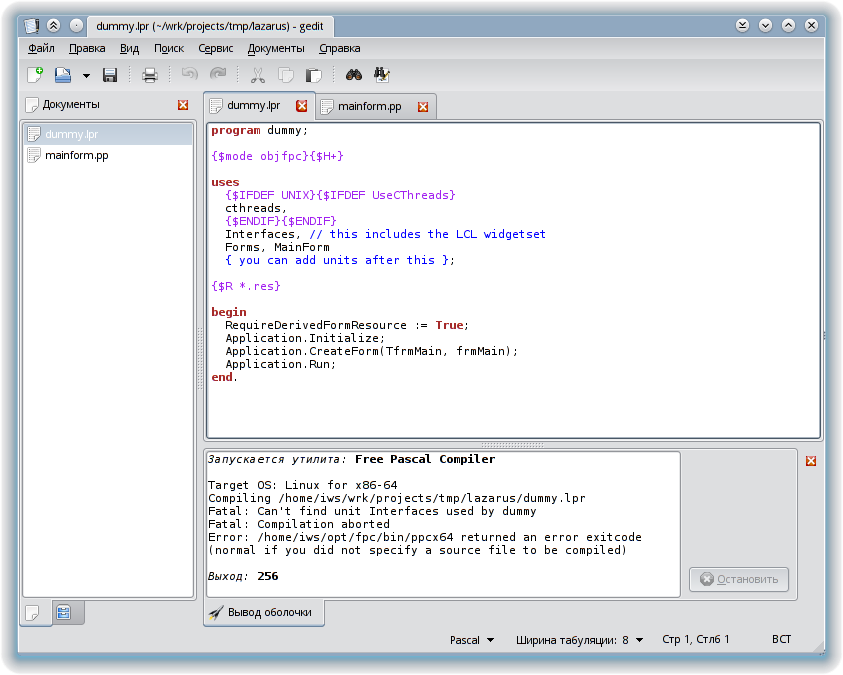 dummy.lpr (~/wrk/projects/tmp/lazarus) - gedit
Файл Правка Вид Поиск Сервис Документы Справка
Документы
dummy.lpr
mainform.pp
dummy.lpr mainform.pp
program dummy;
{$mode objfpc}{$H+}
uses
{$IFDEF UNIX}{$IFDEF UseCThreads}
cthreads,
{$ENDIF}{$ENDIF}
Interfaces, // this includes the LCL widgetset
Forms, MainForm
{ you can add units after this };
{$R *.res}
begin
RequireDerivedFormResource := True;
Application.Initialize;
Application.CreateForm(TfrmMain, frmMain);
Application.Run;
end.
Запускается утилита: Free Pascal Compiler
Target OS: Linux for x86-64
Compiling /home/iws/wrk/projects/tmp/lazarus/dummy.lpr
Fatal: Can't find unit Interfaces used by dummy
Fatal: Compilation aborted
Error: /home/iws/opt/fpc/bin/ppcx64 returned an error exitcode
(normal if you did not specify a source file to be compiled)
Выход: 256
Остановить
Вывод оболочки
Pascal Ширина табуляции: 8 Стр 1, Стлб 1 ВСТ